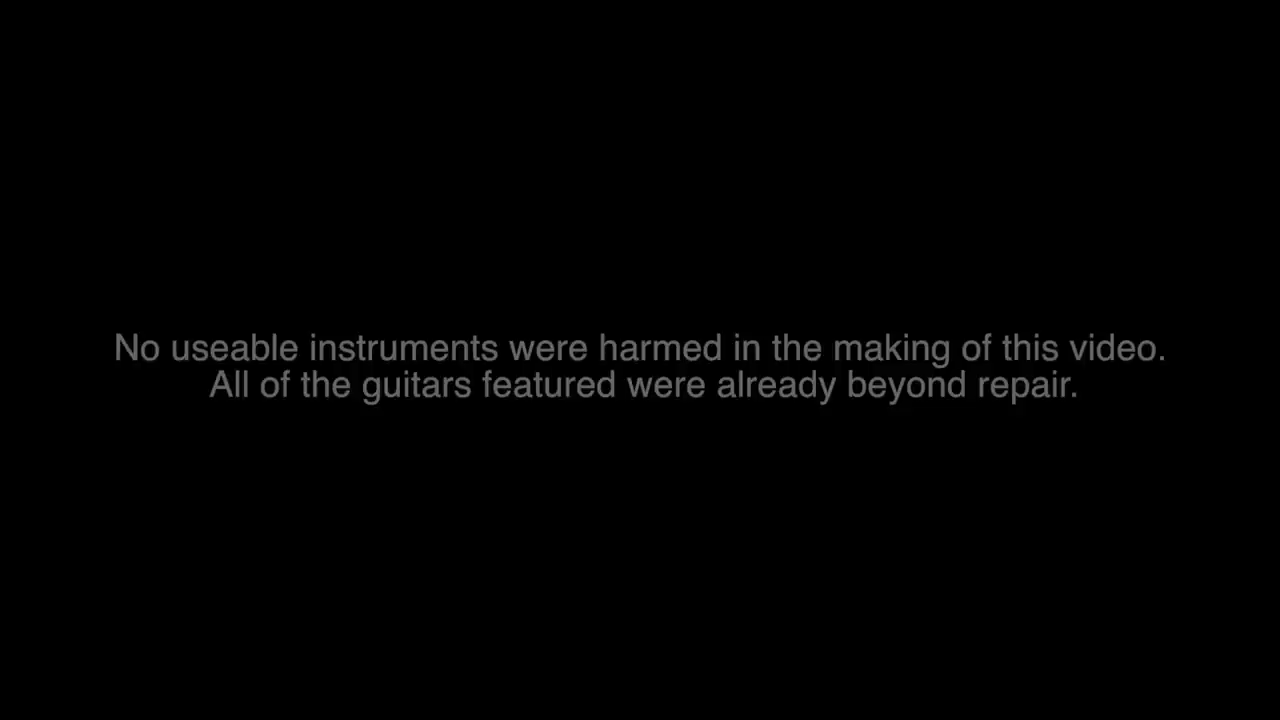 No useable instruments were harmed in the making of this video.
All of the guitars featured were already beyond repair.